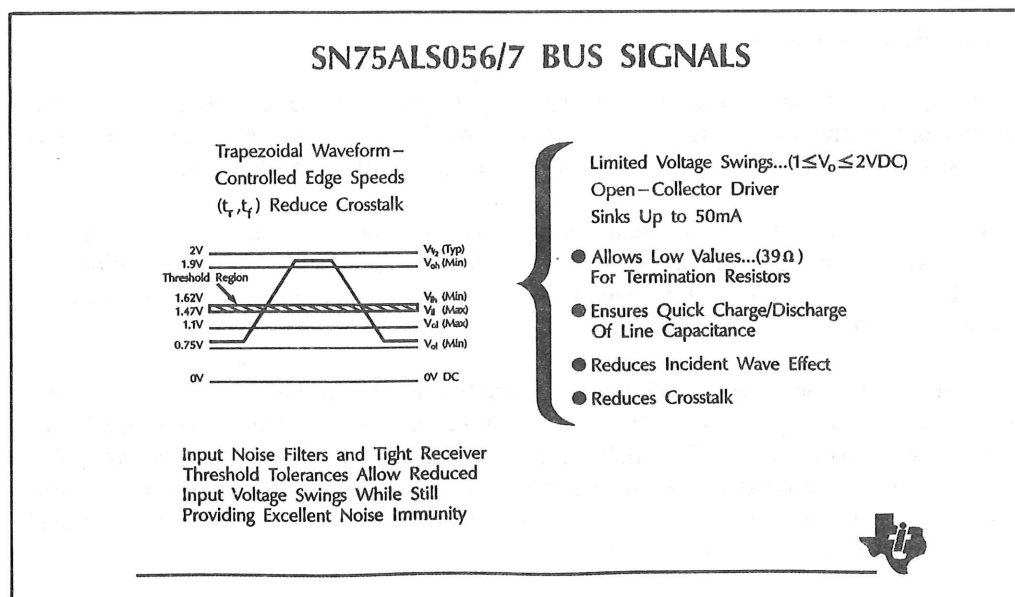 SN75ALS056/7 BUS SIGNALS
Trapezoidal Waveform–
Controlled Edge Speeds
(tr,tf) Reduce Crosstalk
2V
Vt2 (Typ)
1.9V
Voh (Min)
Threshold Region
1.62V
Vih (Min)
1.47V
Vil (Max)
1.1V
Vol (Max)
0.75V
Vol (Min)
0V
0V DC
Input Noise Filters and Tight Receiver
Threshold Tolerances Allow Reduced
Input Voltage Swings While Still
Providing Excellent Noise Immunity
Limited Voltage Swings...(1≤Vo≤2VDC)
Open–Collector Driver
Sinks Up to 50mA
● Allows Low Values...(39Ω)
For Termination Resistors
● Ensures Quick Charge/Discharge
Of Line Capacitance
● Reduces Incident Wave Effect
● Reduces Crosstalk